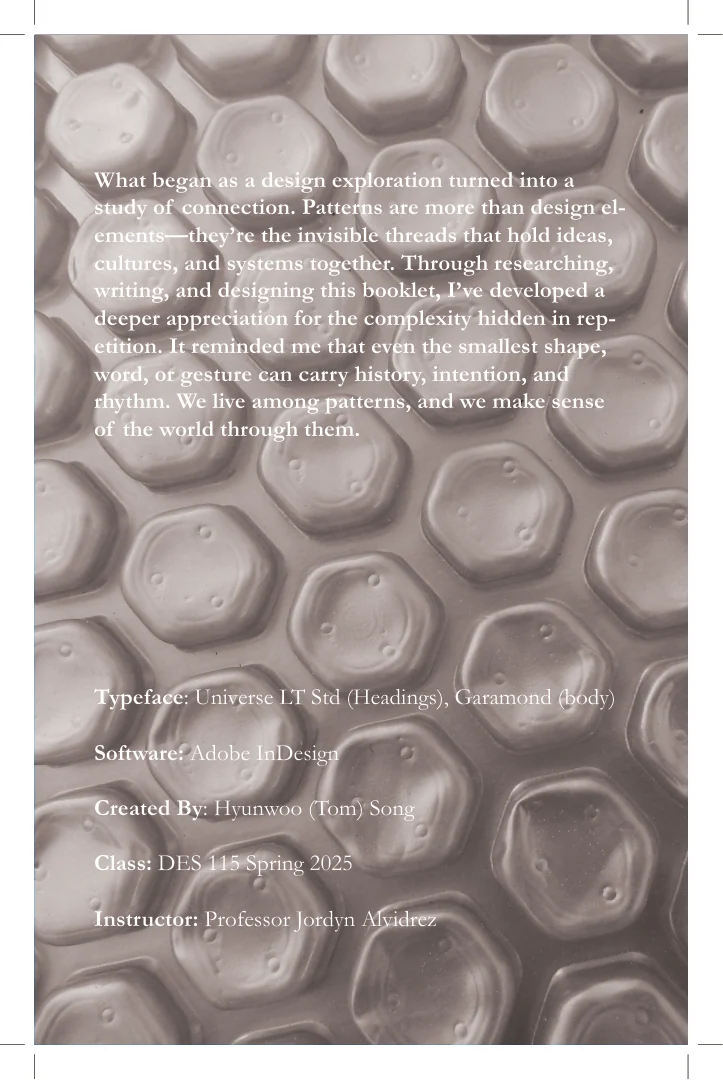 What began as a design exploration turned into a
study of connection. Patterns are more than design el-
ements—they’re the invisible threads that hold ideas,
cultures, and systems together. Through researching,
writing, and designing this booklet, I’ve developed a
deeper appreciation for the complexity hidden in rep-
etition. It reminded me that even the smallest shape,
word, or gesture can carry history, intention, and
rhythm. We live among patterns, and we make sense
of the world through them.
Typeface: Universe LT Std (Headings), Garamond (body)
Software: Adobe InDesign
Created By: Hyunwoo (Tom) Song
Class: DES 115 Spring 2025
Instructor: Professor Jordyn Alvidrez